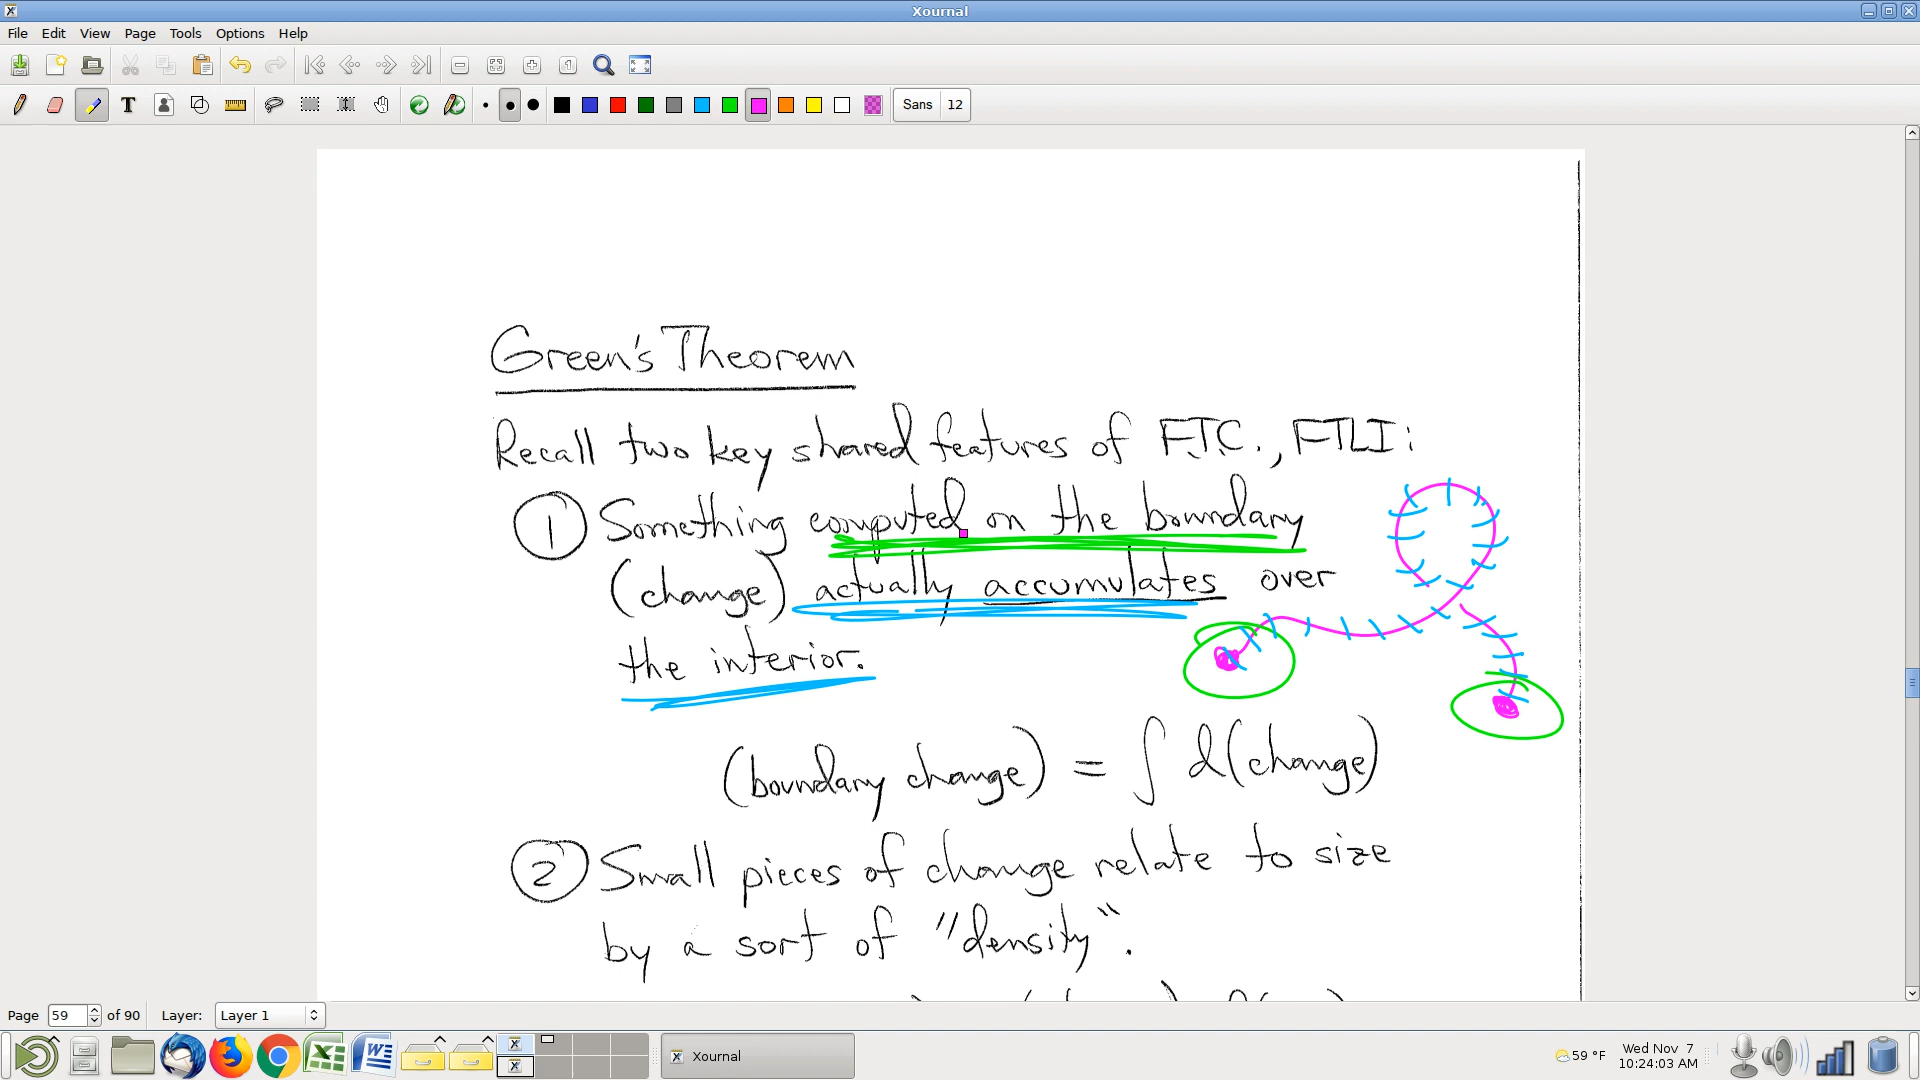 Xournal
File Edit View Page Tools Options Help
Sans 12
Green's Theorem
Recall two key shared features of F.T.C., FTLI:
① Something computed on the boundary
(change) actually accumulates over
the interior.
(boundary change) = ∫ d(change)
② Small pieces of change relate to size
by a sort of "density".
Page 59 of 90 Layer: Layer 1
Xournal
59 °F
Wed Nov 7
10:24:03 AM